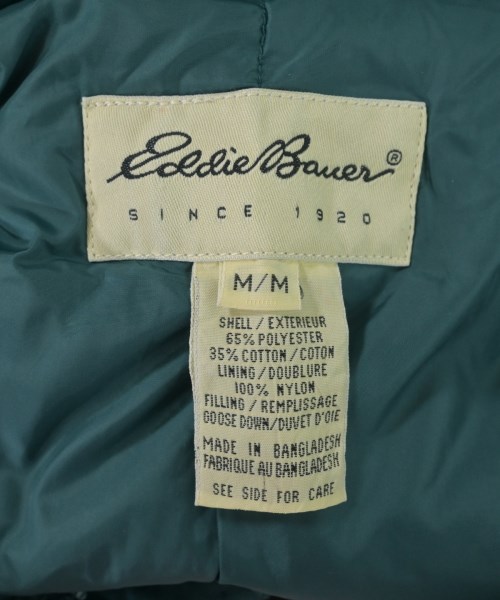 Eddie Bauer®
SINCE 1920
M/M
SHELL / EXTERIEUR
65% POLYESTER
35% COTTON / COTON
LINING / DOUBLURE
100% NYLON
FILLING / REMPLISSAGE
GOOSE DOWN/DUVET D'OIE
MADE IN BANGLADESH
FABRIQUE AU BANGLADESH
SEE SIDE FOR CARE